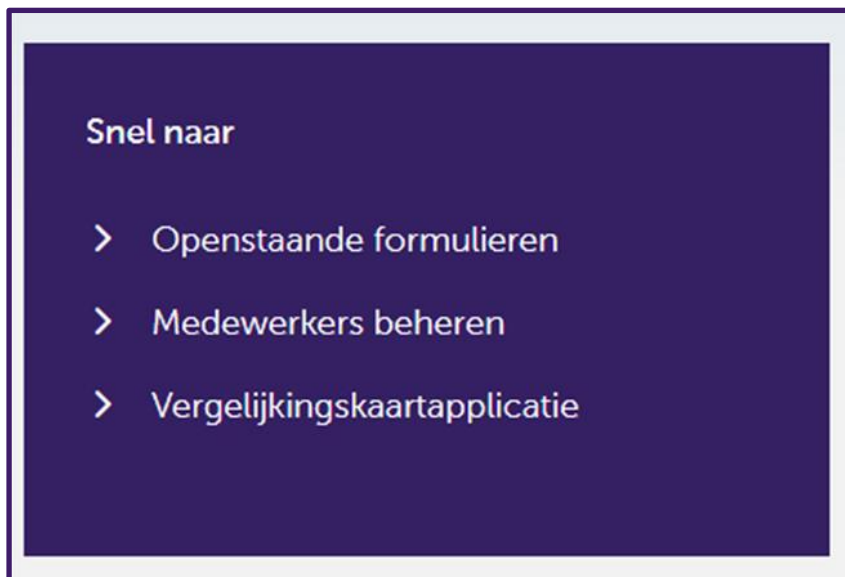 Snel naar
Openstaande formulieren
Medewerkers beheren
Vergelijkingskaartapplicatie